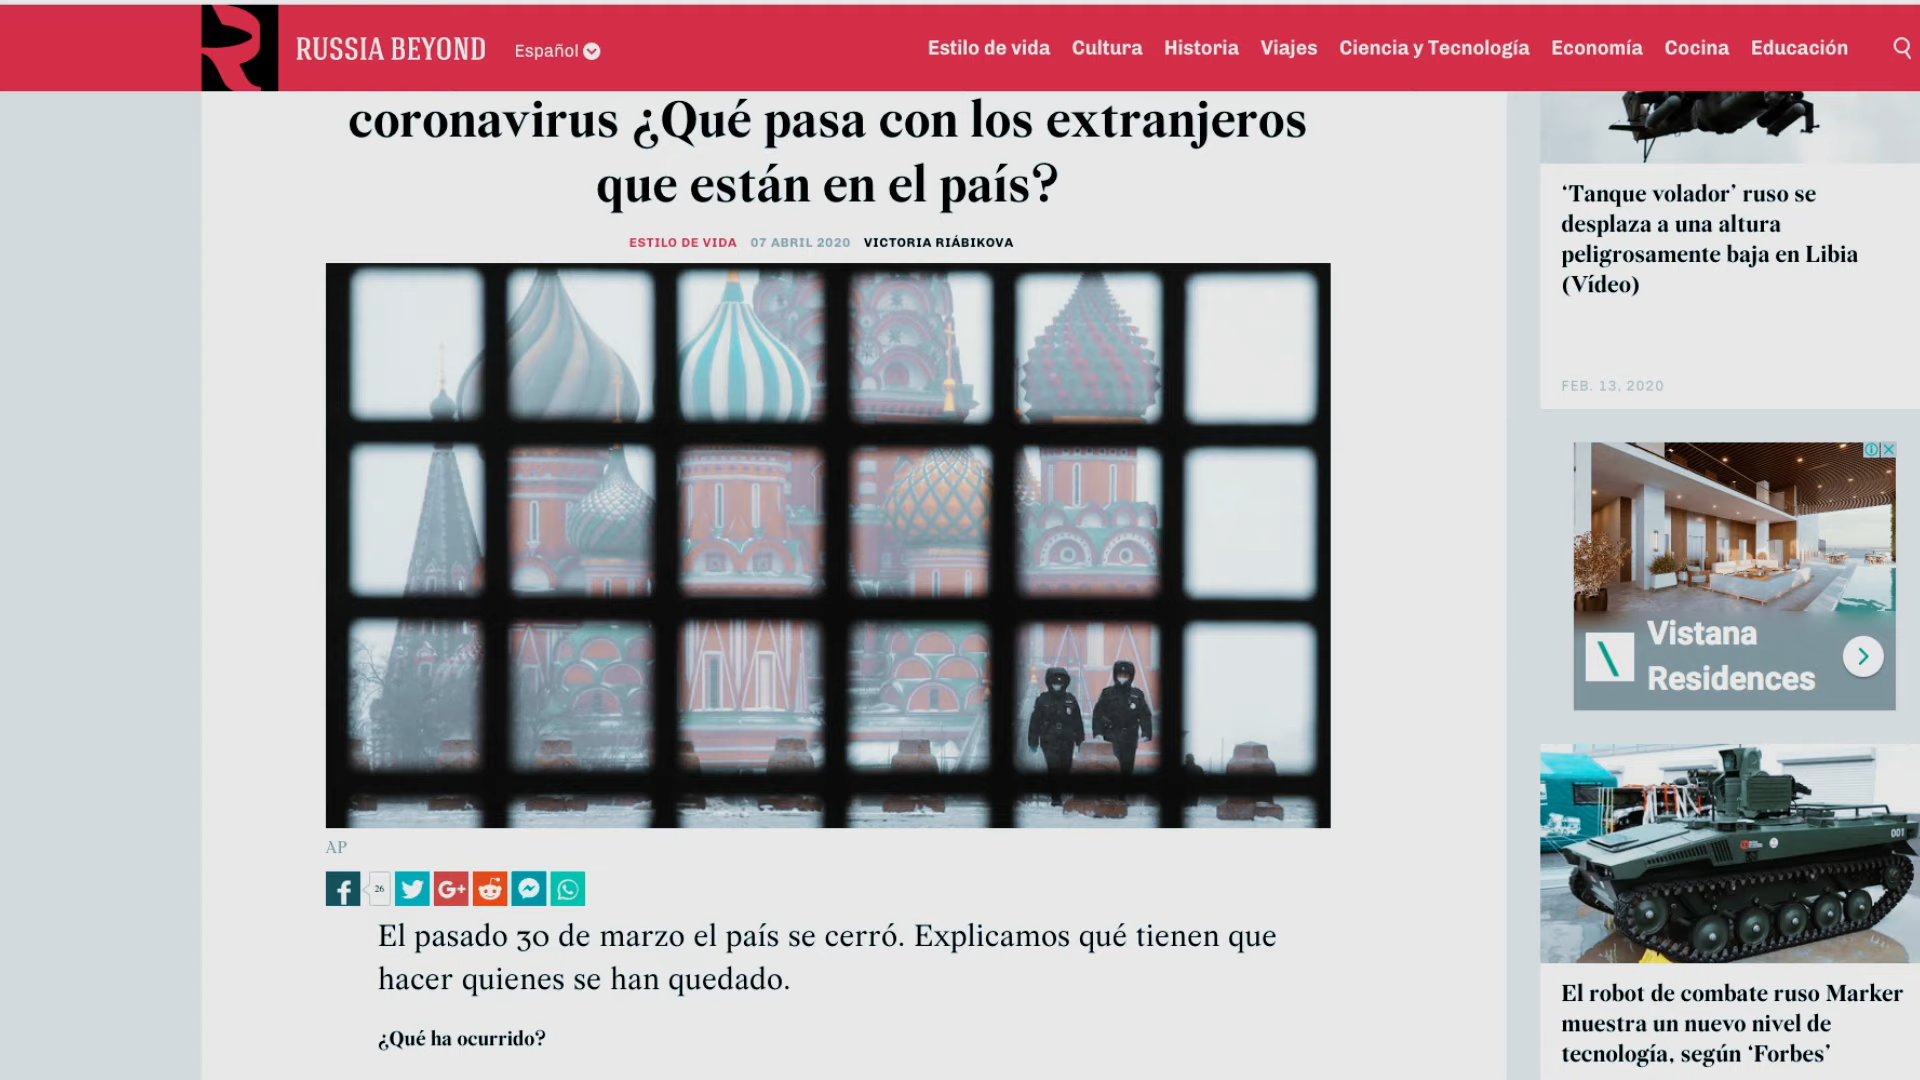 RUSSIA BEYOND
Español
Estilo de vida Cultura Historia Viajes Ciencia y Tecnología Economía Cocina Educación
coronavirus ¿Qué pasa con los extranjeros
que están en el país?
ESTILO DE VIDA 07 ABRIL 2020 VICTORIA RIÁBIKOVA
AP
26
G+
El pasado 30 de marzo el país se cerró. Explicamos qué tienen que
hacer quienes se han quedado.
¿Qué ha ocurrido?
‘Tanque volador’ ruso se
desplaza a una altura
peligrosamente baja en Libia
(Vídeo)
FEB. 13, 2020
Vistana
Residences
001
El robot de combate ruso Marker
muestra un nuevo nivel de
tecnología, según ‘Forbes’